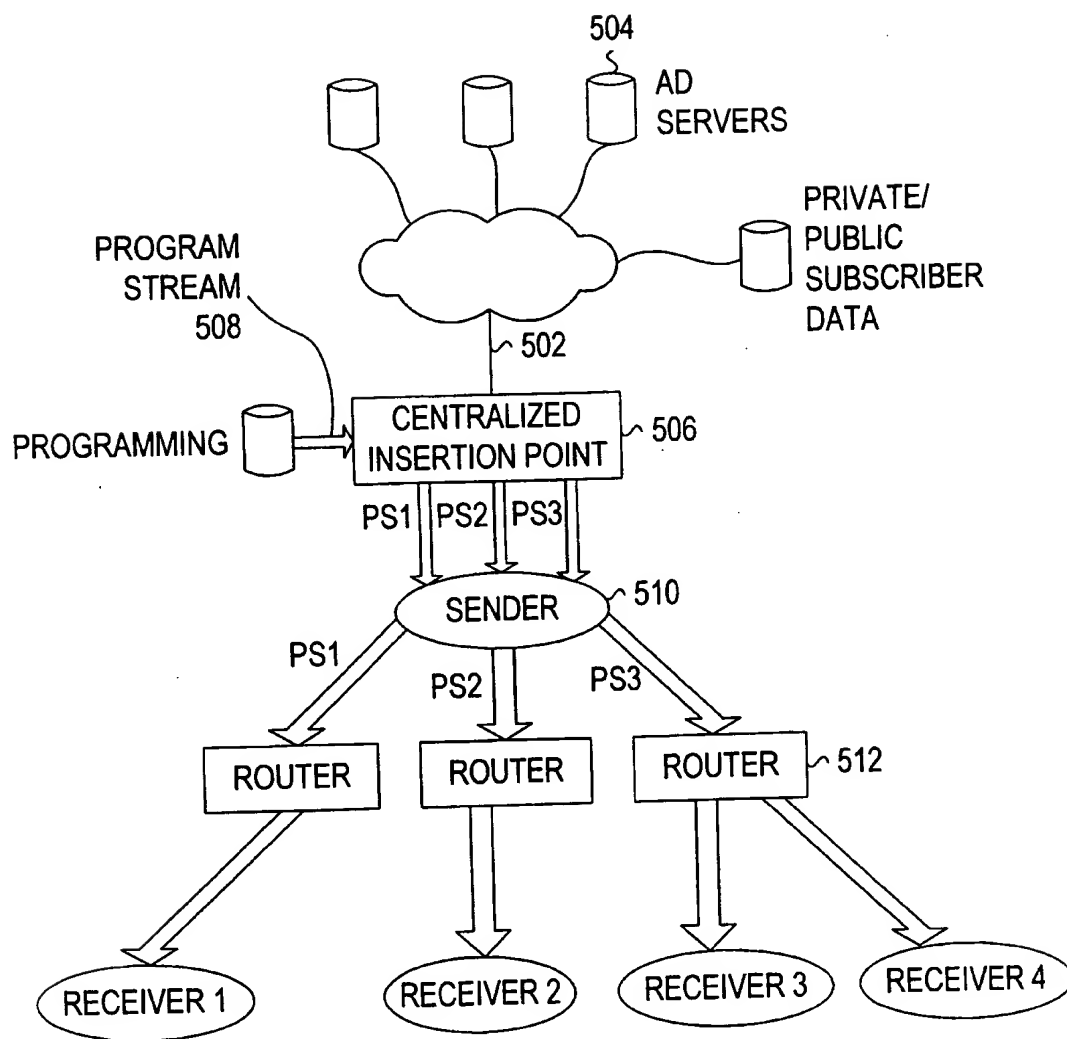 504
AD
SERVERS
PRIVATE/
PUBLIC
SUBSCRIBER
DATA
PROGRAM
STREAM
508
502
PROGRAMMING
CENTRALIZED
INSERTION POINT
506
PS1
PS2
PS3
SENDER
510
PS1
PS2
PS3
ROUTER
ROUTER
ROUTER
512
RECEIVER 1
RECEIVER 2
RECEIVER 3
RECEIVER 4